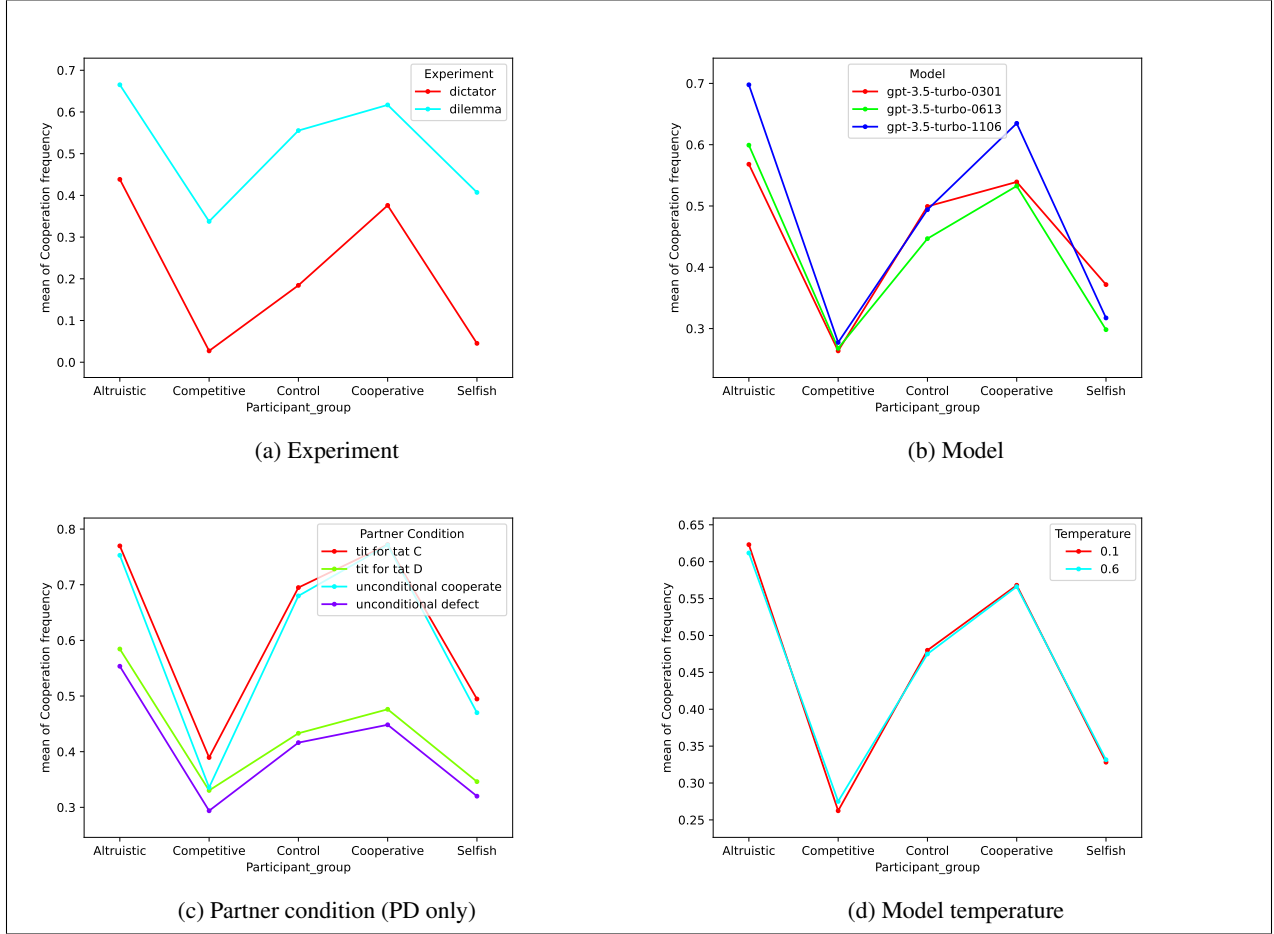 0.7
0.6
0.5
0.4
0.3
0.2
0.1
0.0
mean of Cooperation frequency
Experiment
dictator
dilemma
Altruistic Competitive Control Cooperative Selfish
Participant_group
(a) Experiment
0.7
0.6
0.5
0.4
0.3
mean of Cooperation frequency
Model
gpt-3.5-turbo-0301
gpt-3.5-turbo-0613
gpt-3.5-turbo-1106
Altruistic Competitive Control Cooperative Selfish
Participant_group
(b) Model
0.8
0.7
0.6
0.5
0.4
0.3
mean of Cooperation frequency
Partner Condition
tit for tat C
tit for tat D
unconditional cooperate
unconditional defect
Altruistic Competitive Control Cooperative Selfish
Participant_group
(c) Partner condition (PD only)
0.65
0.60
0.55
0.50
0.45
0.40
0.35
0.30
0.25
mean of Cooperation frequency
Temperature
0.1
0.6
Altruistic Competitive Control Cooperative Selfish
Participant_group
(d) Model temperature